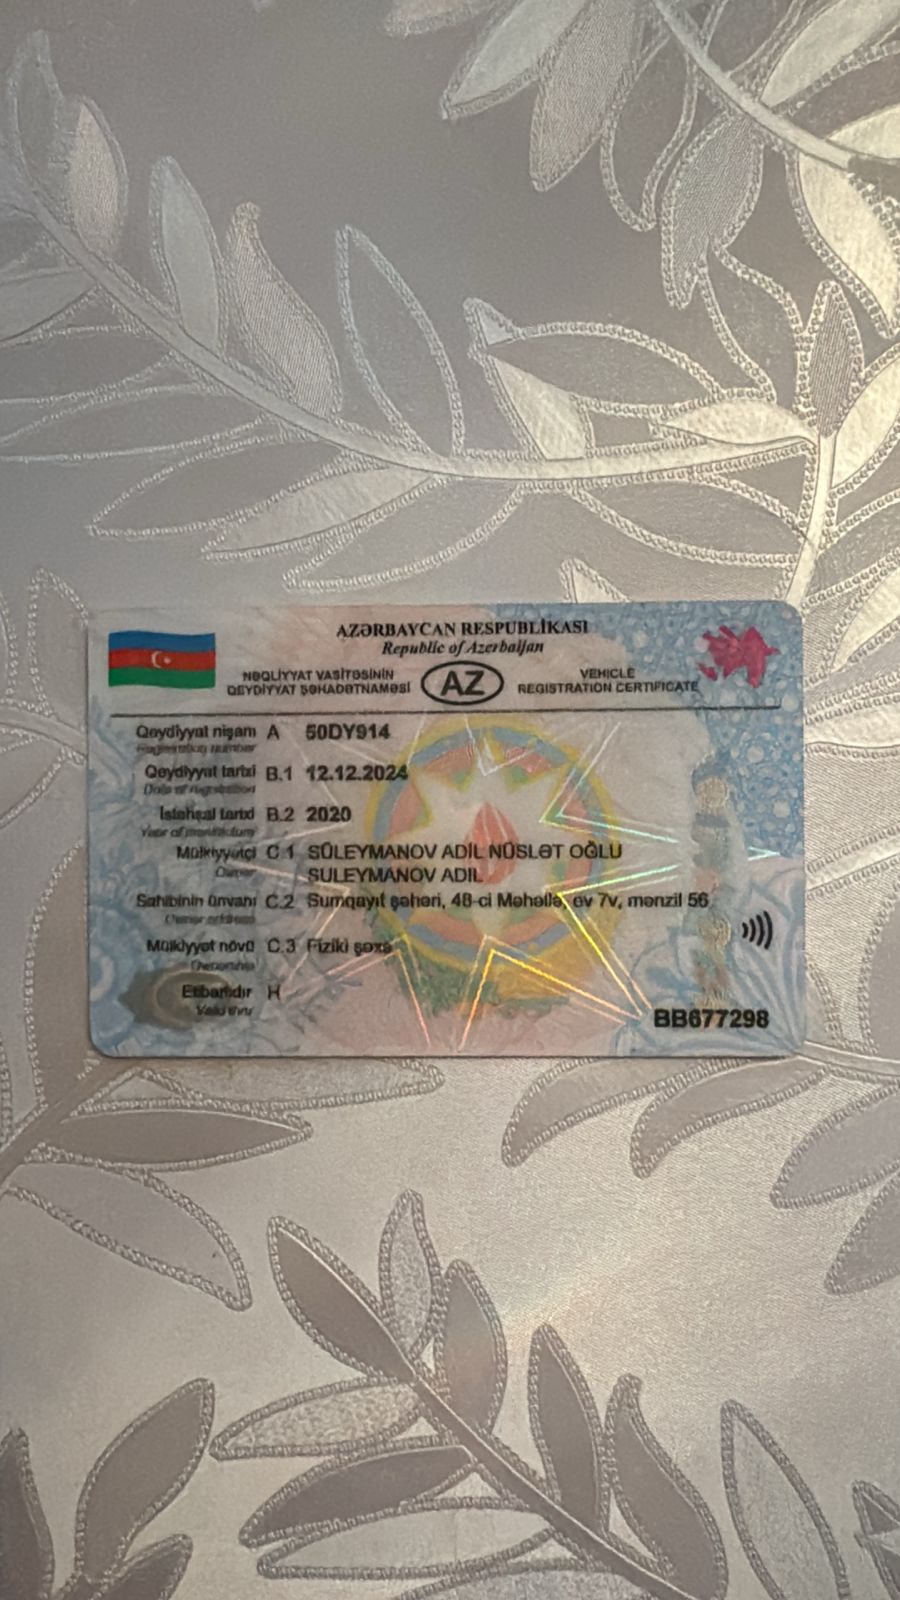 AZƏRBAYCAN RESPUBLİKASI
Republic of Azerbaijan
NƏQLİYYAT VASİTƏSİNİN
QEYDİYYAT ŞƏHADƏTNAMƏSİ
AZ
VEHICLE
REGISTRATION CERTIFICATE
Qeydiyyat nişanı A 50DY914
Registration number
Qeydiyyat tarixi B.1 12.12.2024
Date of registration
İstehsal tarixi B.2 2020
Year of
Mülkiyyətçi C.1 SÜLEYMANOV ADİL NÜSLƏT OĞLU
Owner
SULEYMANOV ADIL
Sahibinin ünvanı C.2 Sumqayıt şəhəri, 48-ci Məhəllə, ev 7v, mənzil 56
Owner address
Mülkiyyət növü C.3 Fiziki şəxs
Ownership
Etibarlıdır H
Valid thru
BB677298